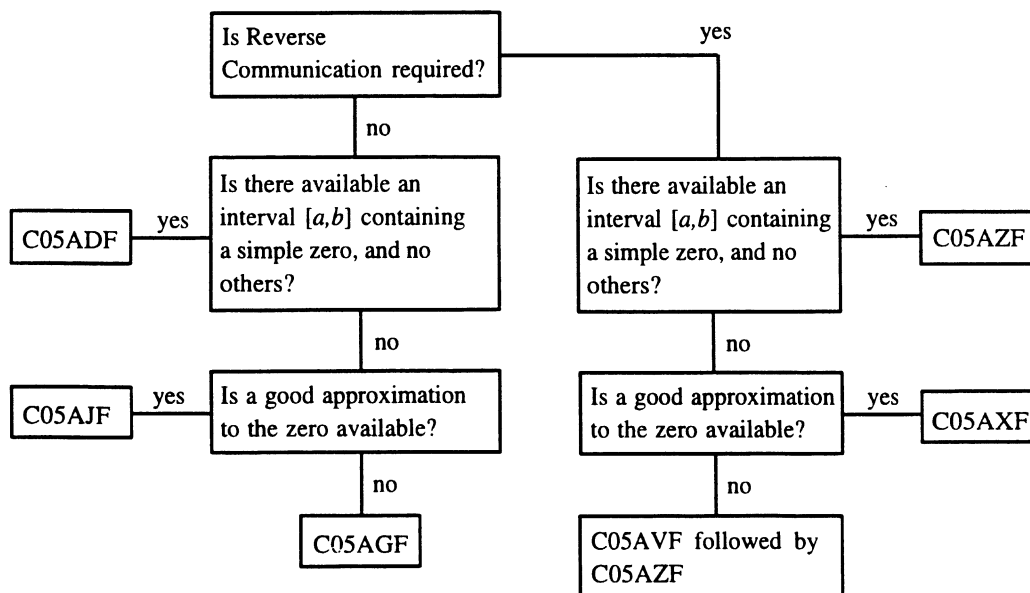 Is Reverse
Communication required?
yes
no
Is there available an
interval [a,b] containing
a simple zero, and no
others?
yes
C05ADF
Is there available an
interval [a,b] containing
a simple zero, and no
others?
yes
C05AZF
no
no
Is a good approximation
to the zero available?
yes
C05AJF
Is a good approximation
to the zero available?
yes
C05AXF
no
no
C05AGF
C05AVF followed by
C05AZF